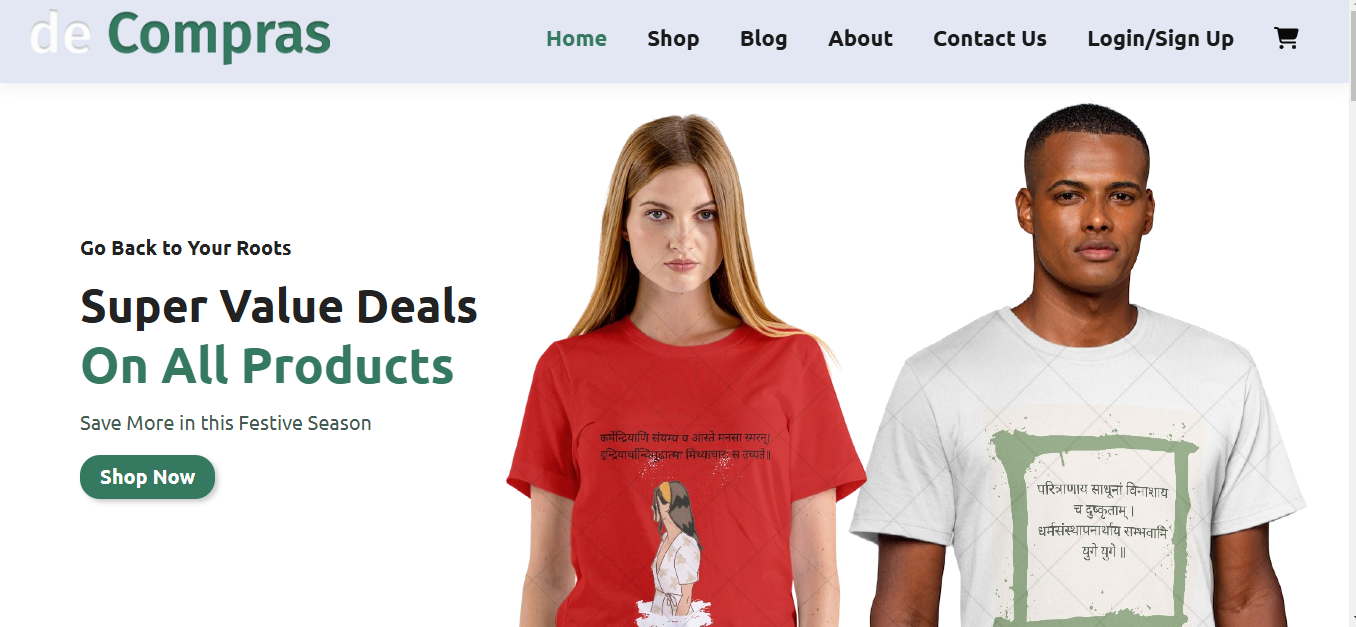 de Compras
Home Shop Blog About Contact Us Login/Sign Up
Go Back to Your Roots
Super Value Deals
On All Products
Save More in this Festive Season
Shop Now
कर्मेन्द्रियाणि संयम्य य आस्ते मनसा स्मरन्।
मिथ्याचारः स उच्यते॥
परित्राणाय साधूनां विनाशाय
च दुष्कृताम् ।
धर्मसंस्थापनार्थाय सम्भवामि
युगे युगे ॥